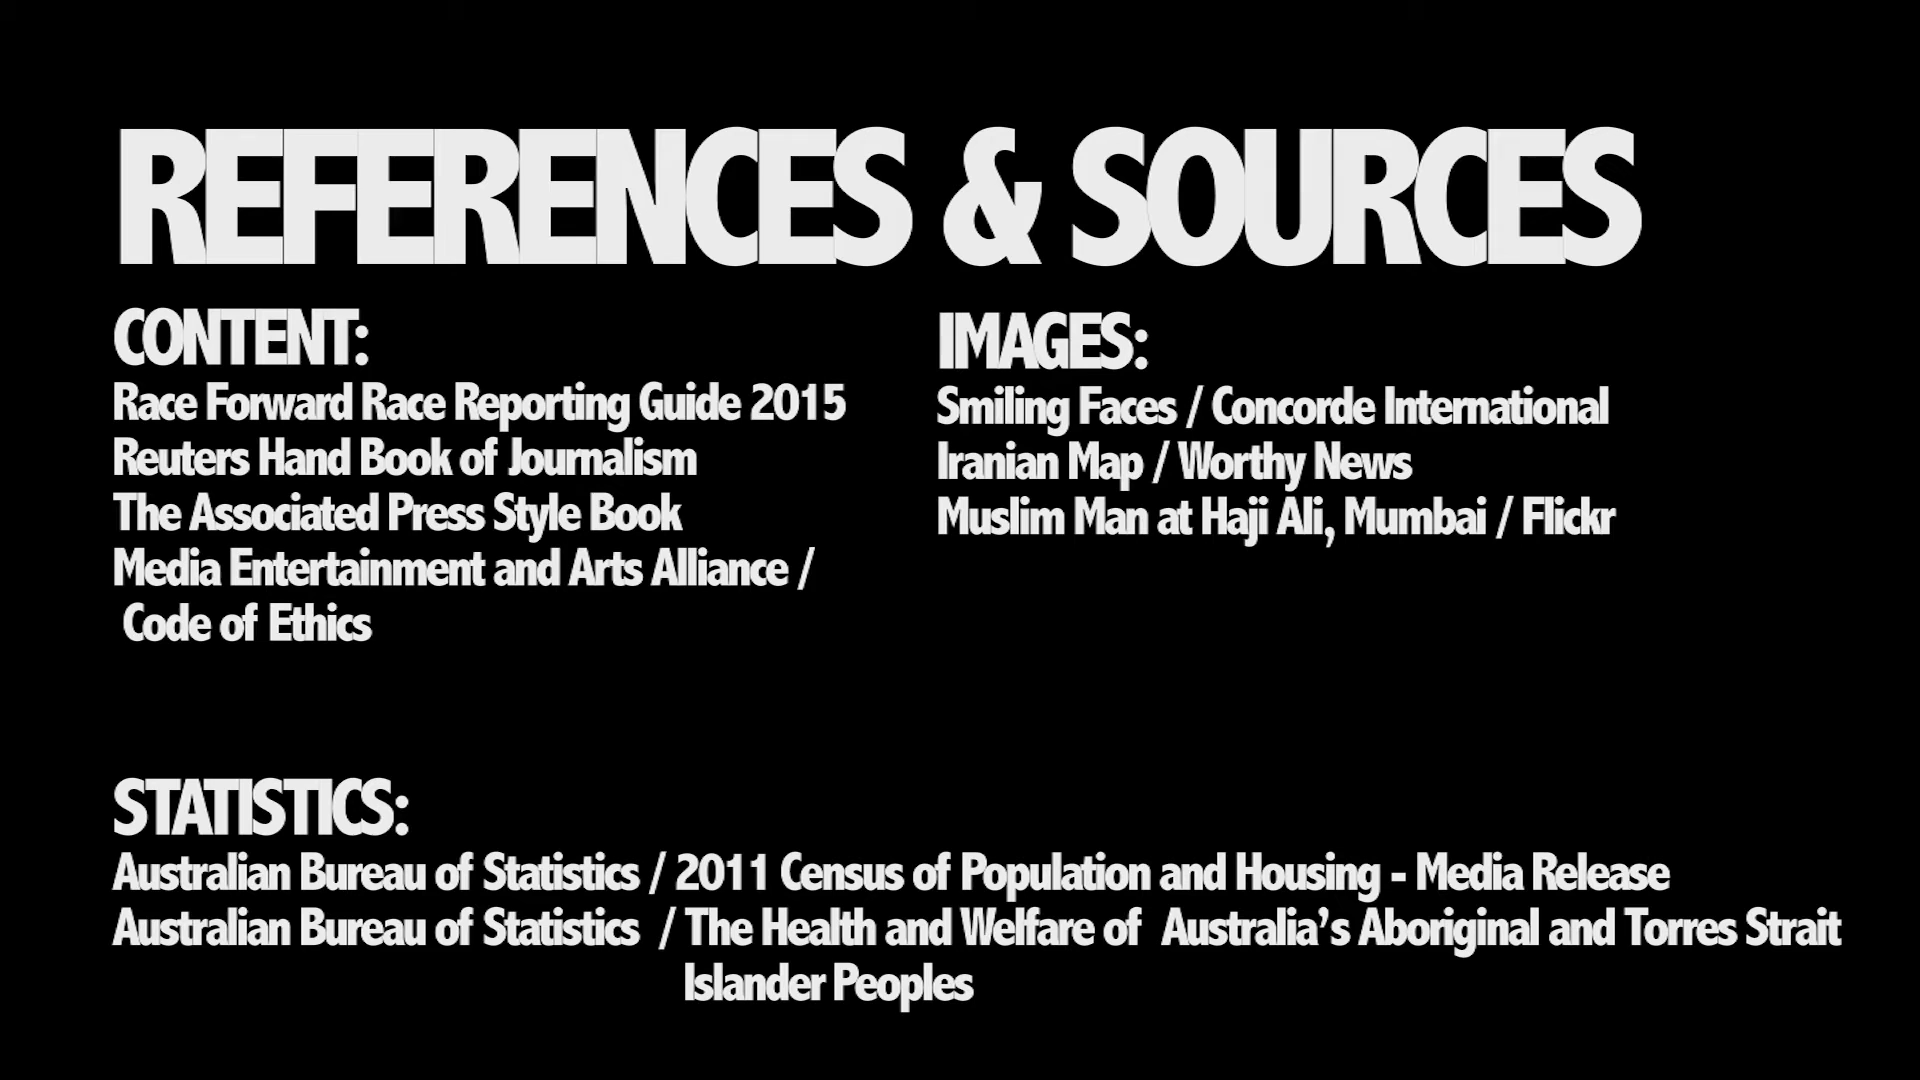 REFERENCES & SOURCES
CONTENT:
Race Forward Race Reporting Guide 2015
Reuters Hand Book of Journalism
The Associated Press Style Book
Media Entertainment and Arts Alliance /
Code of Ethics
IMAGES:
Smiling Faces / Concorde International
Iranian Map / Worthy News
Muslim Man at Haji Ali, Mumbai / Flickr
STATISTICS:
Australian Bureau of Statistics / 2011 Census of Population and Housing - Media Release
Australian Bureau of Statistics / The Health and Welfare of Australia’s Aboriginal and Torres Strait
Islander Peoples